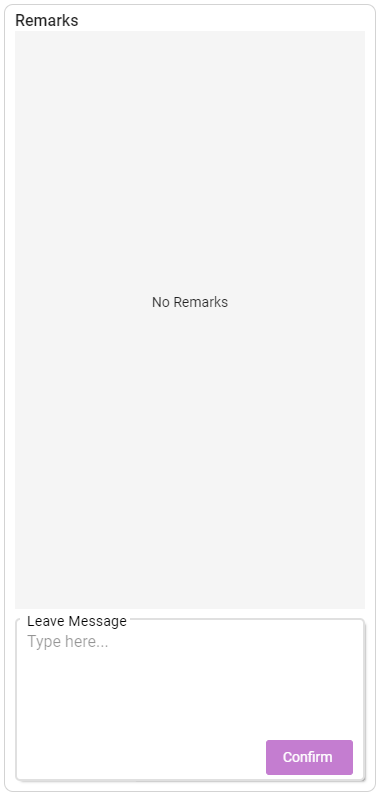 Remarks
No Remarks
Leave Message
Type here...
Confirm